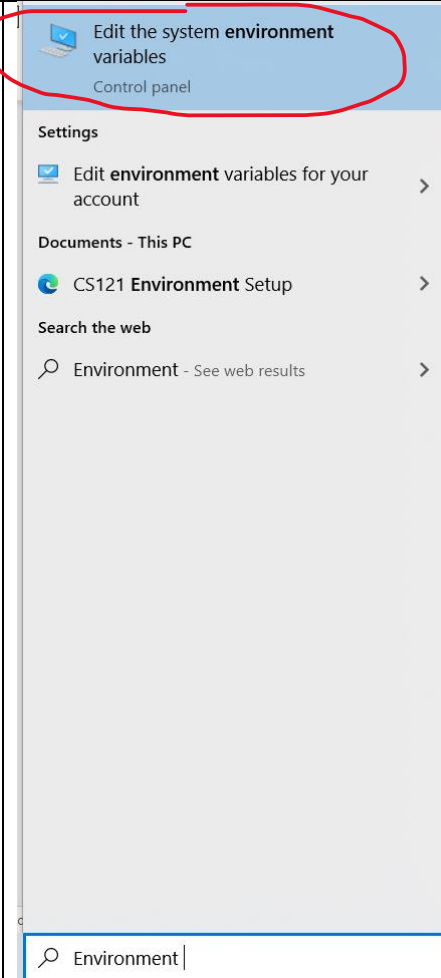 Edit the system environment
variables
Control panel
Settings
Edit environment variables for your
account
Documents - This PC
CS121 Environment Setup
Search the web
Environment - See web results
Environment